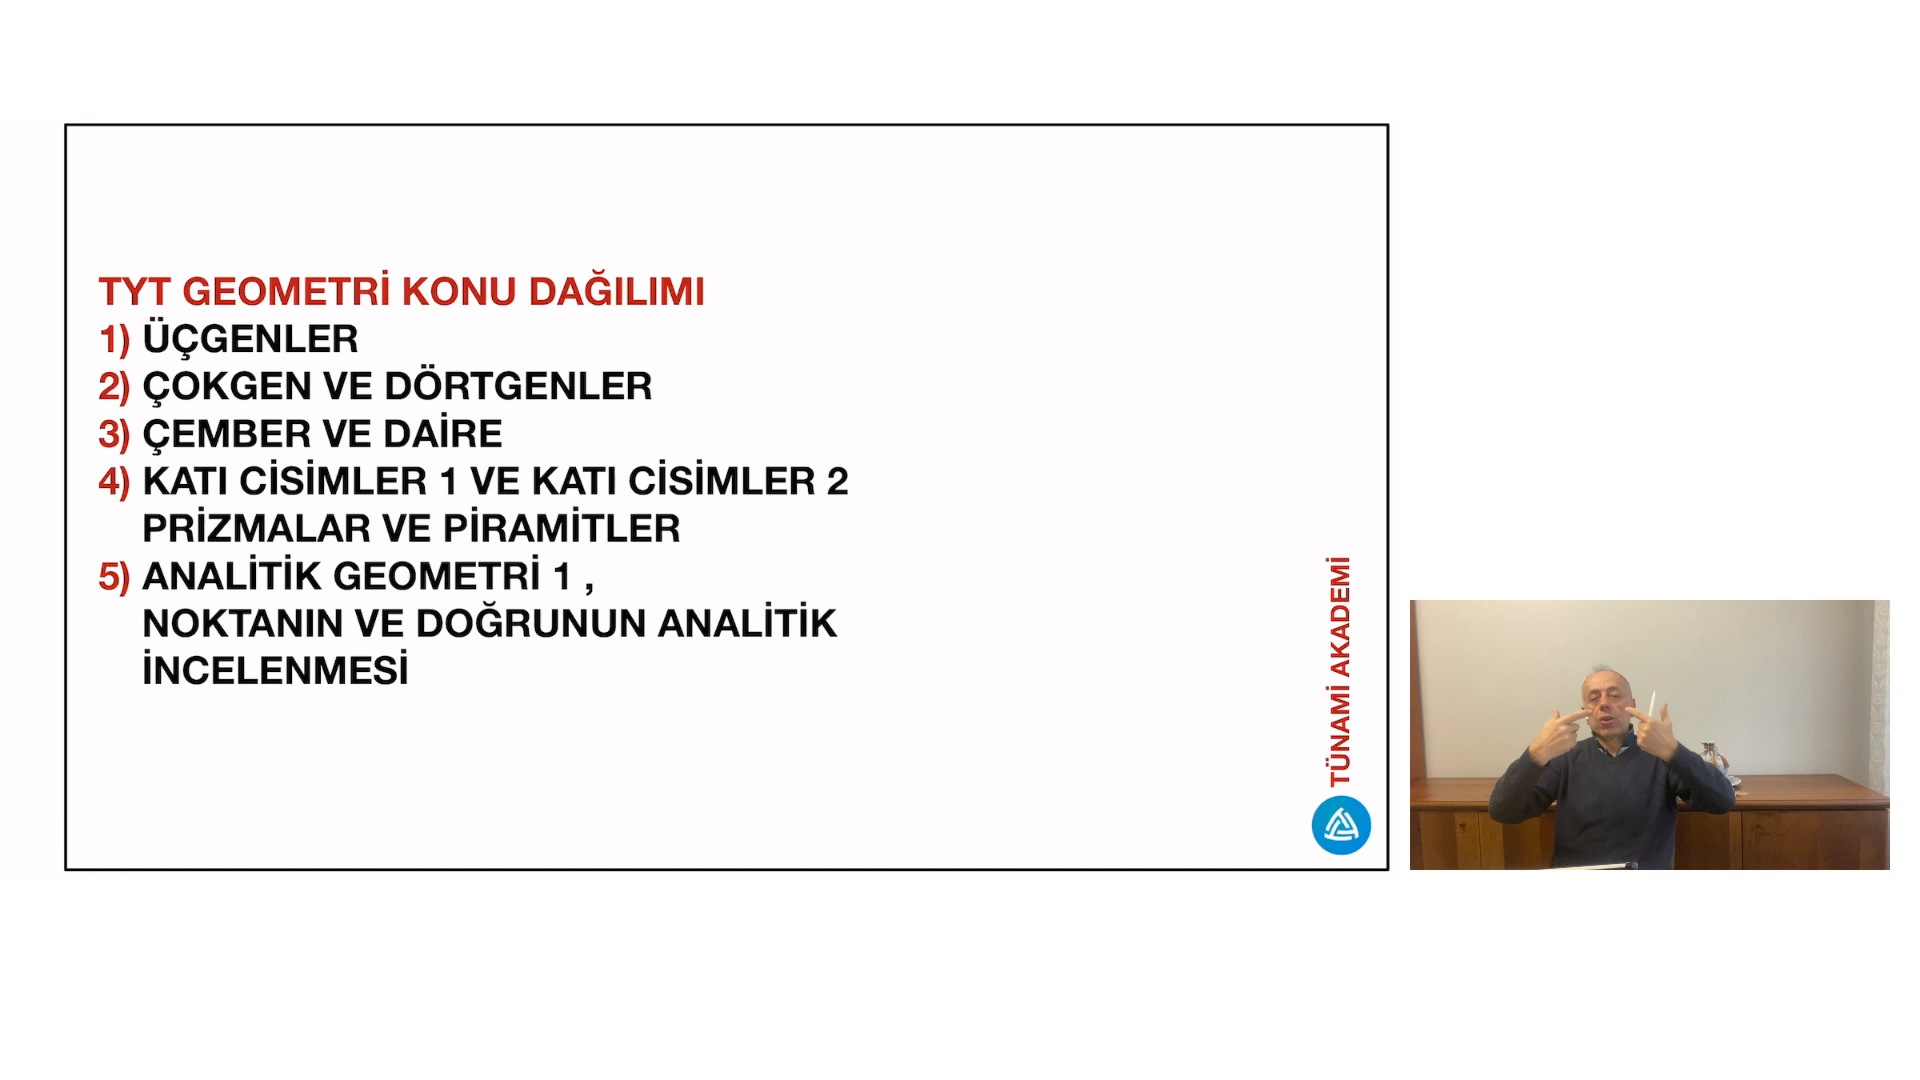 TYT GEOMETRİ KONU DAĞILIMI
1) ÜÇGENLER
2) ÇOKGEN VE DÖRTGENLER
3) ÇEMBER VE DAİRE
4) KATI CİSİMLER 1 VE KATI CİSİMLER 2
PRİZMALAR VE PİRAMİTLER
5) ANALİTİK GEOMETRİ 1 ,
NOKTANIN VE DOĞRUNUN ANALİTİK
İNCELENMESİ
TÜNAMİ AKADEMİ